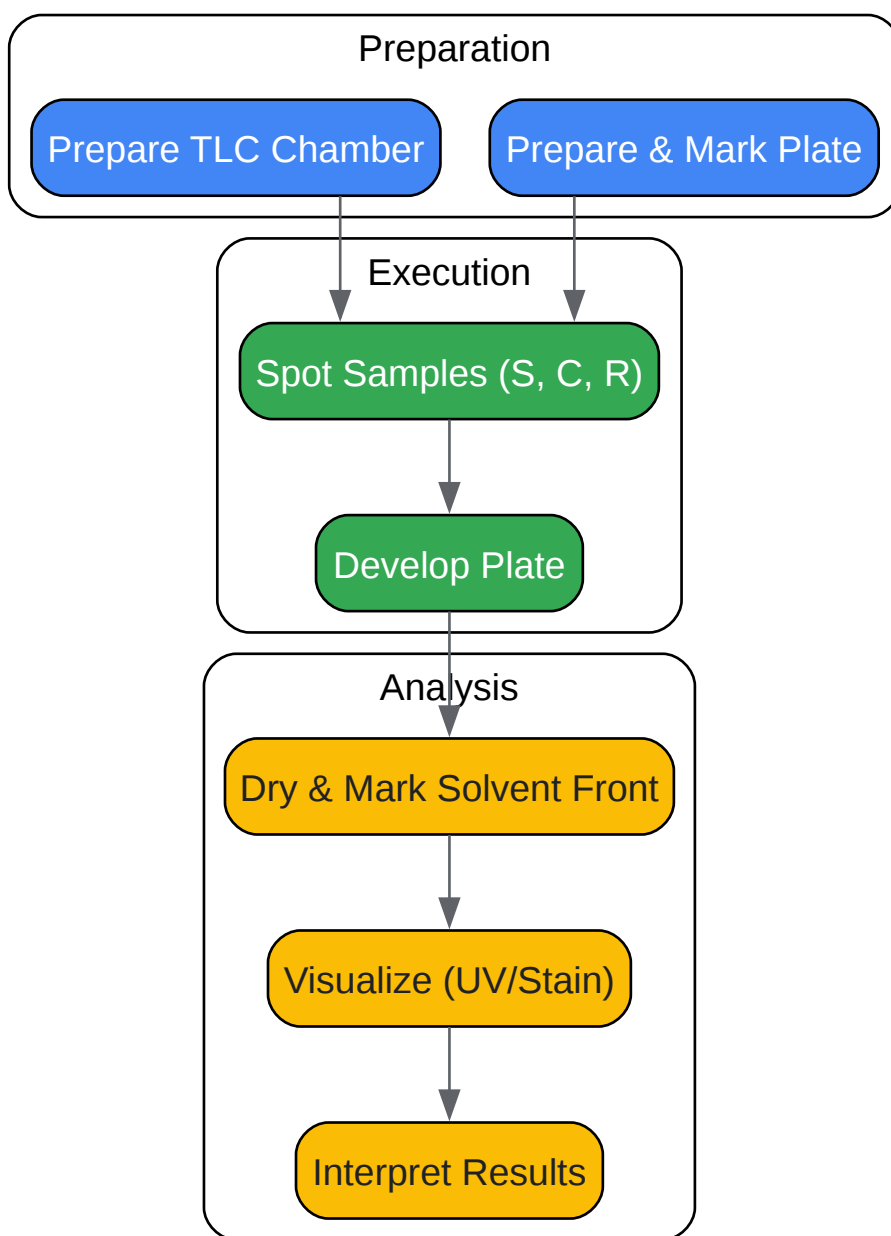 Preparation
Prepare TLC Chamber
Prepare & Mark Plate
Execution
Spot Samples (S, C, R)
Develop Plate
Analysis
Dry & Mark Solvent Front
Visualize (UV/Stain)
Interpret Results